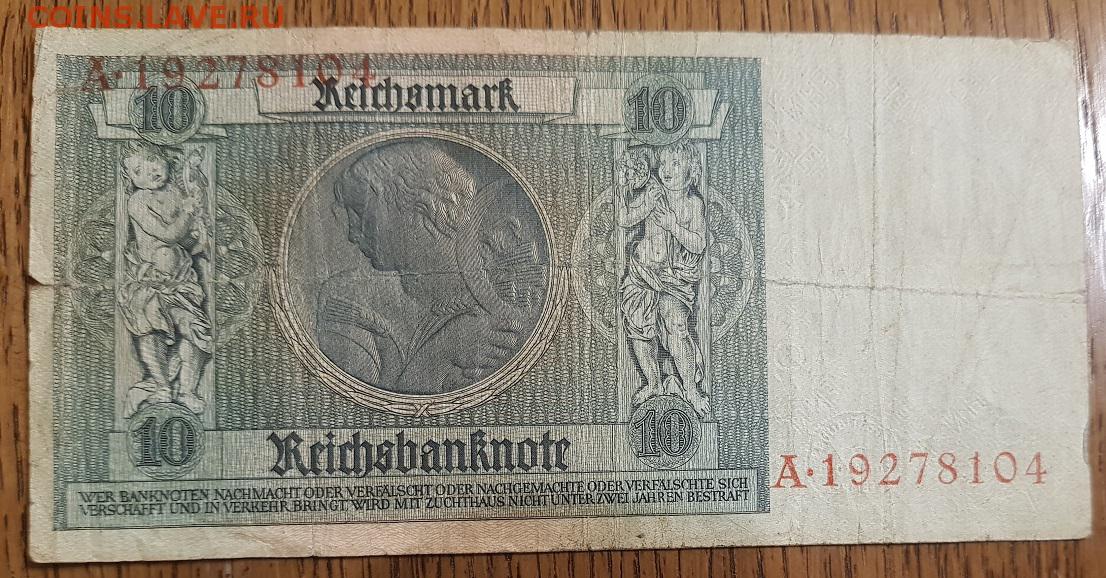 COINS.LAVE.RU
A·19278104
10 Reichsmark 10
10 Reichsbanknote 10
WER BANKNOTEN NACHMACHT ODER VERFÄLSCHT ODER NACHGEMACHTE ODER VERFÄLSCHTE SICH
VERSCHAFFT UND IN VERKEHR BRINGT, WIRD MIT ZUCHTHAUS NICHT UNTER ZWEI JAHREN BESTRAFT
A·19278104